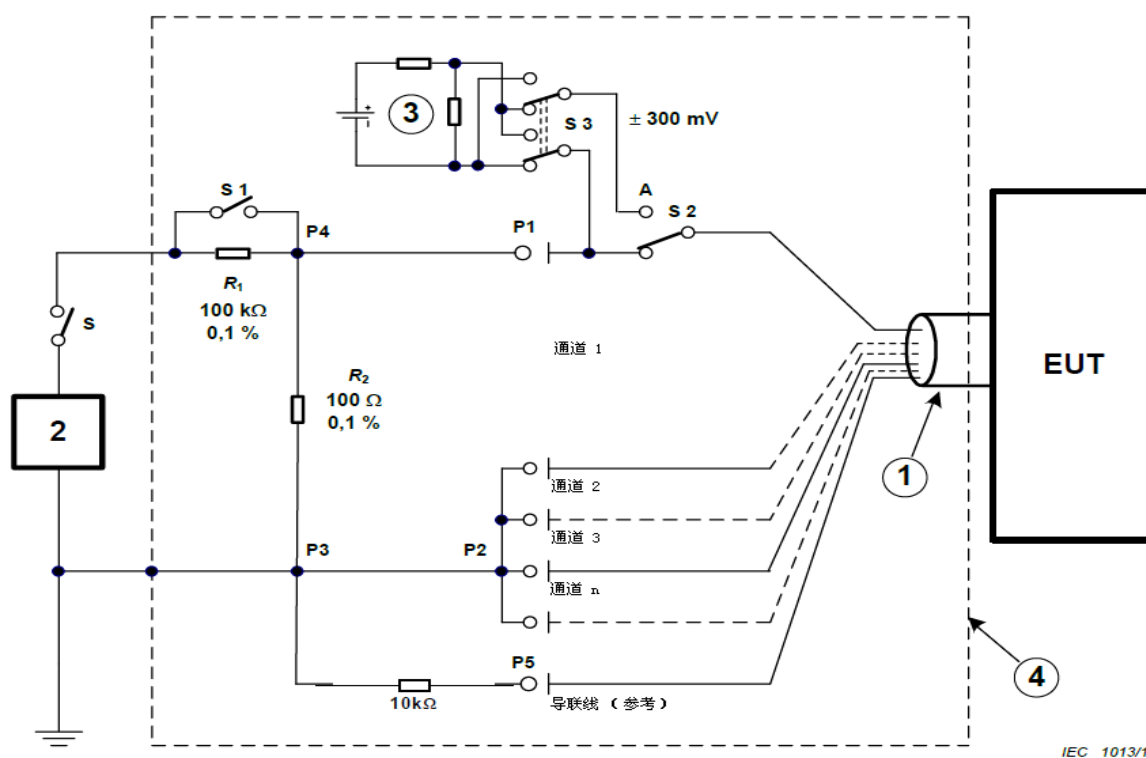 3
S 3
± 300 mV
+
A
S 1
P4
P1
S 2
R1
100 kΩ
0,1 %
S
通道 1
EUT
R2
100 Ω
0,1 %
2
1
通道 2
通道 3
P3
P2
通道 n
P5
10kΩ
导联线 （参考）
4
IEC 1013/1